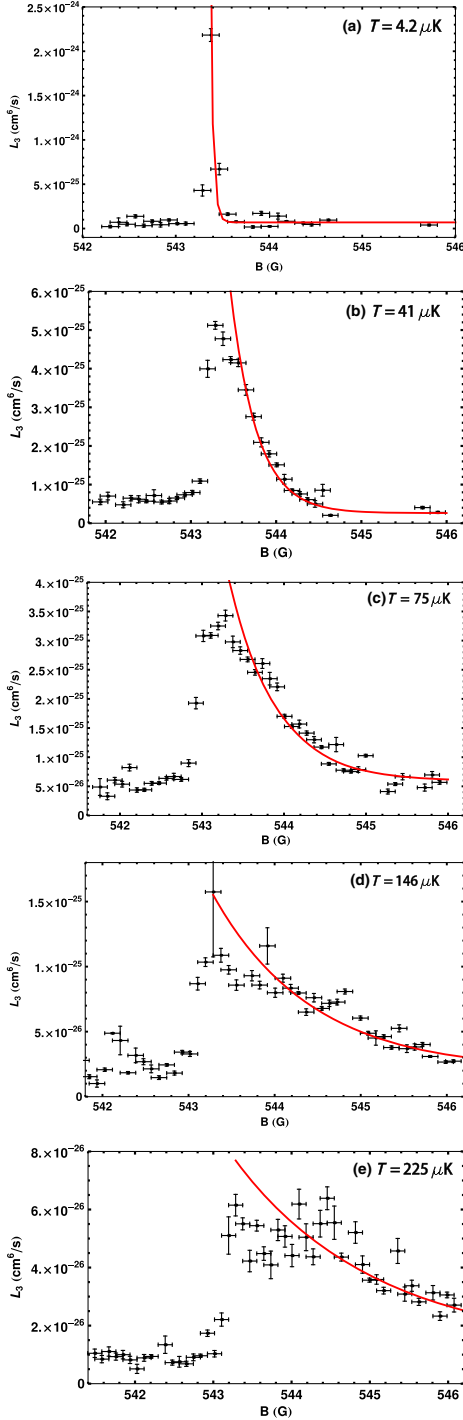 (a) T = 4.2 μK
2.5×10⁻²⁴
2.×10⁻²⁴
1.5×10⁻²⁴
1.×10⁻²⁴
5.×10⁻²⁵
0
L₃ (cm⁶/s)
542 543 544 545 546
B (G)
(b) T = 41 μK
6.×10⁻²⁵
5.×10⁻²⁵
4.×10⁻²⁵
3.×10⁻²⁵
2.×10⁻²⁵
1.×10⁻²⁵
0
L₃ (cm⁶/s)
542 543 544 545 546
B (G)
(c) T = 75 μK
4.×10⁻²⁵
3.5×10⁻²⁵
3.×10⁻²⁵
2.5×10⁻²⁵
2.×10⁻²⁵
1.5×10⁻²⁵
1.×10⁻²⁵
5.×10⁻²⁶
0
L₃ (cm⁶/s)
542 543 544 545 546
B (G)
(d) T = 146 μK
1.5×10⁻²⁵
1.×10⁻²⁵
5.×10⁻²⁶
0
L₃ (cm⁶/s)
542 543 544 545 546
B (G)
(e) T = 225 μK
8.×10⁻²⁶
6.×10⁻²⁶
4.×10⁻²⁶
2.×10⁻²⁶
0
L₃ (cm⁶/s)
542 543 544 545 546
B (G)